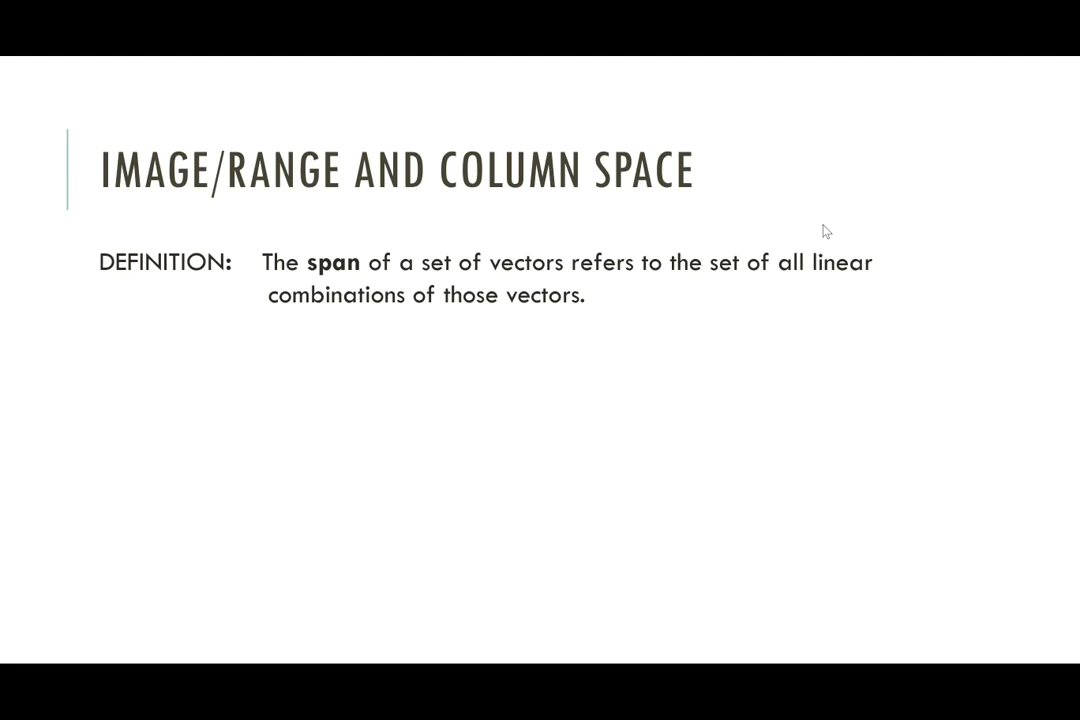 IMAGE/RANGE AND COLUMN SPACE
DEFINITION: The span of a set of vectors refers to the set of all linear
combinations of those vectors.